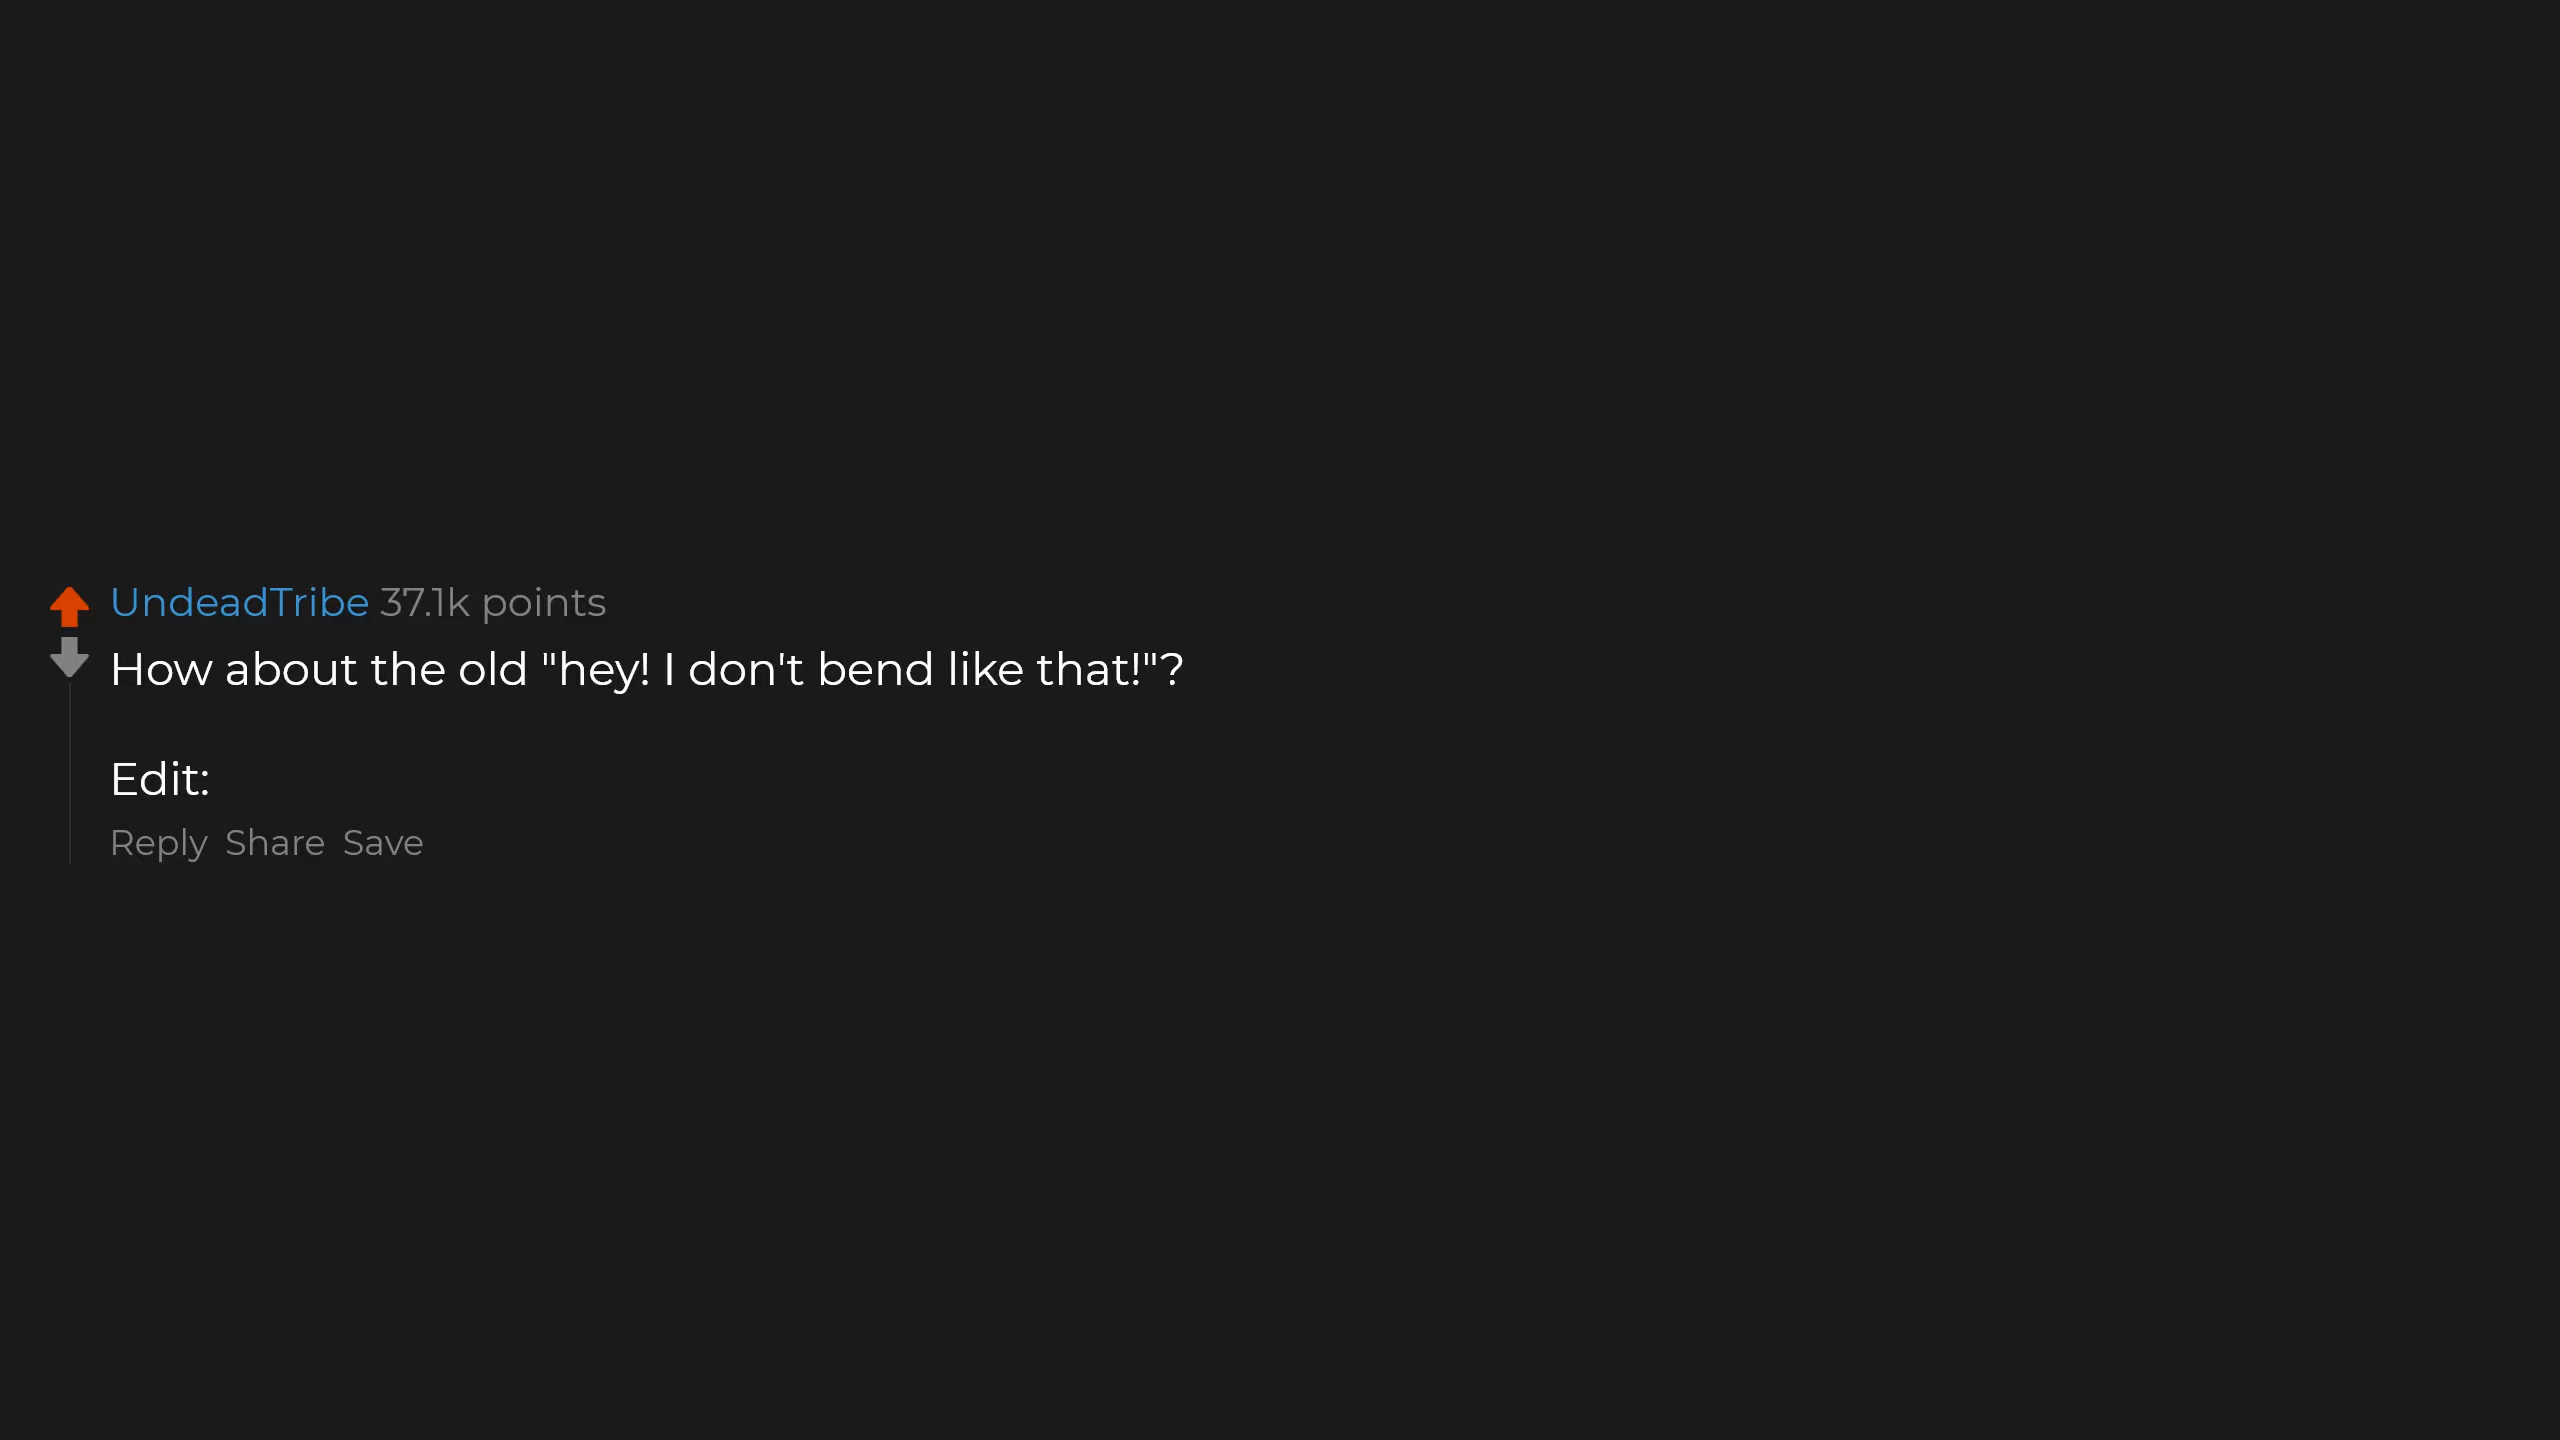 UndeadTribe 37.1k points
How about the old "hey! I don't bend like that!"?
Edit:
Reply Share Save